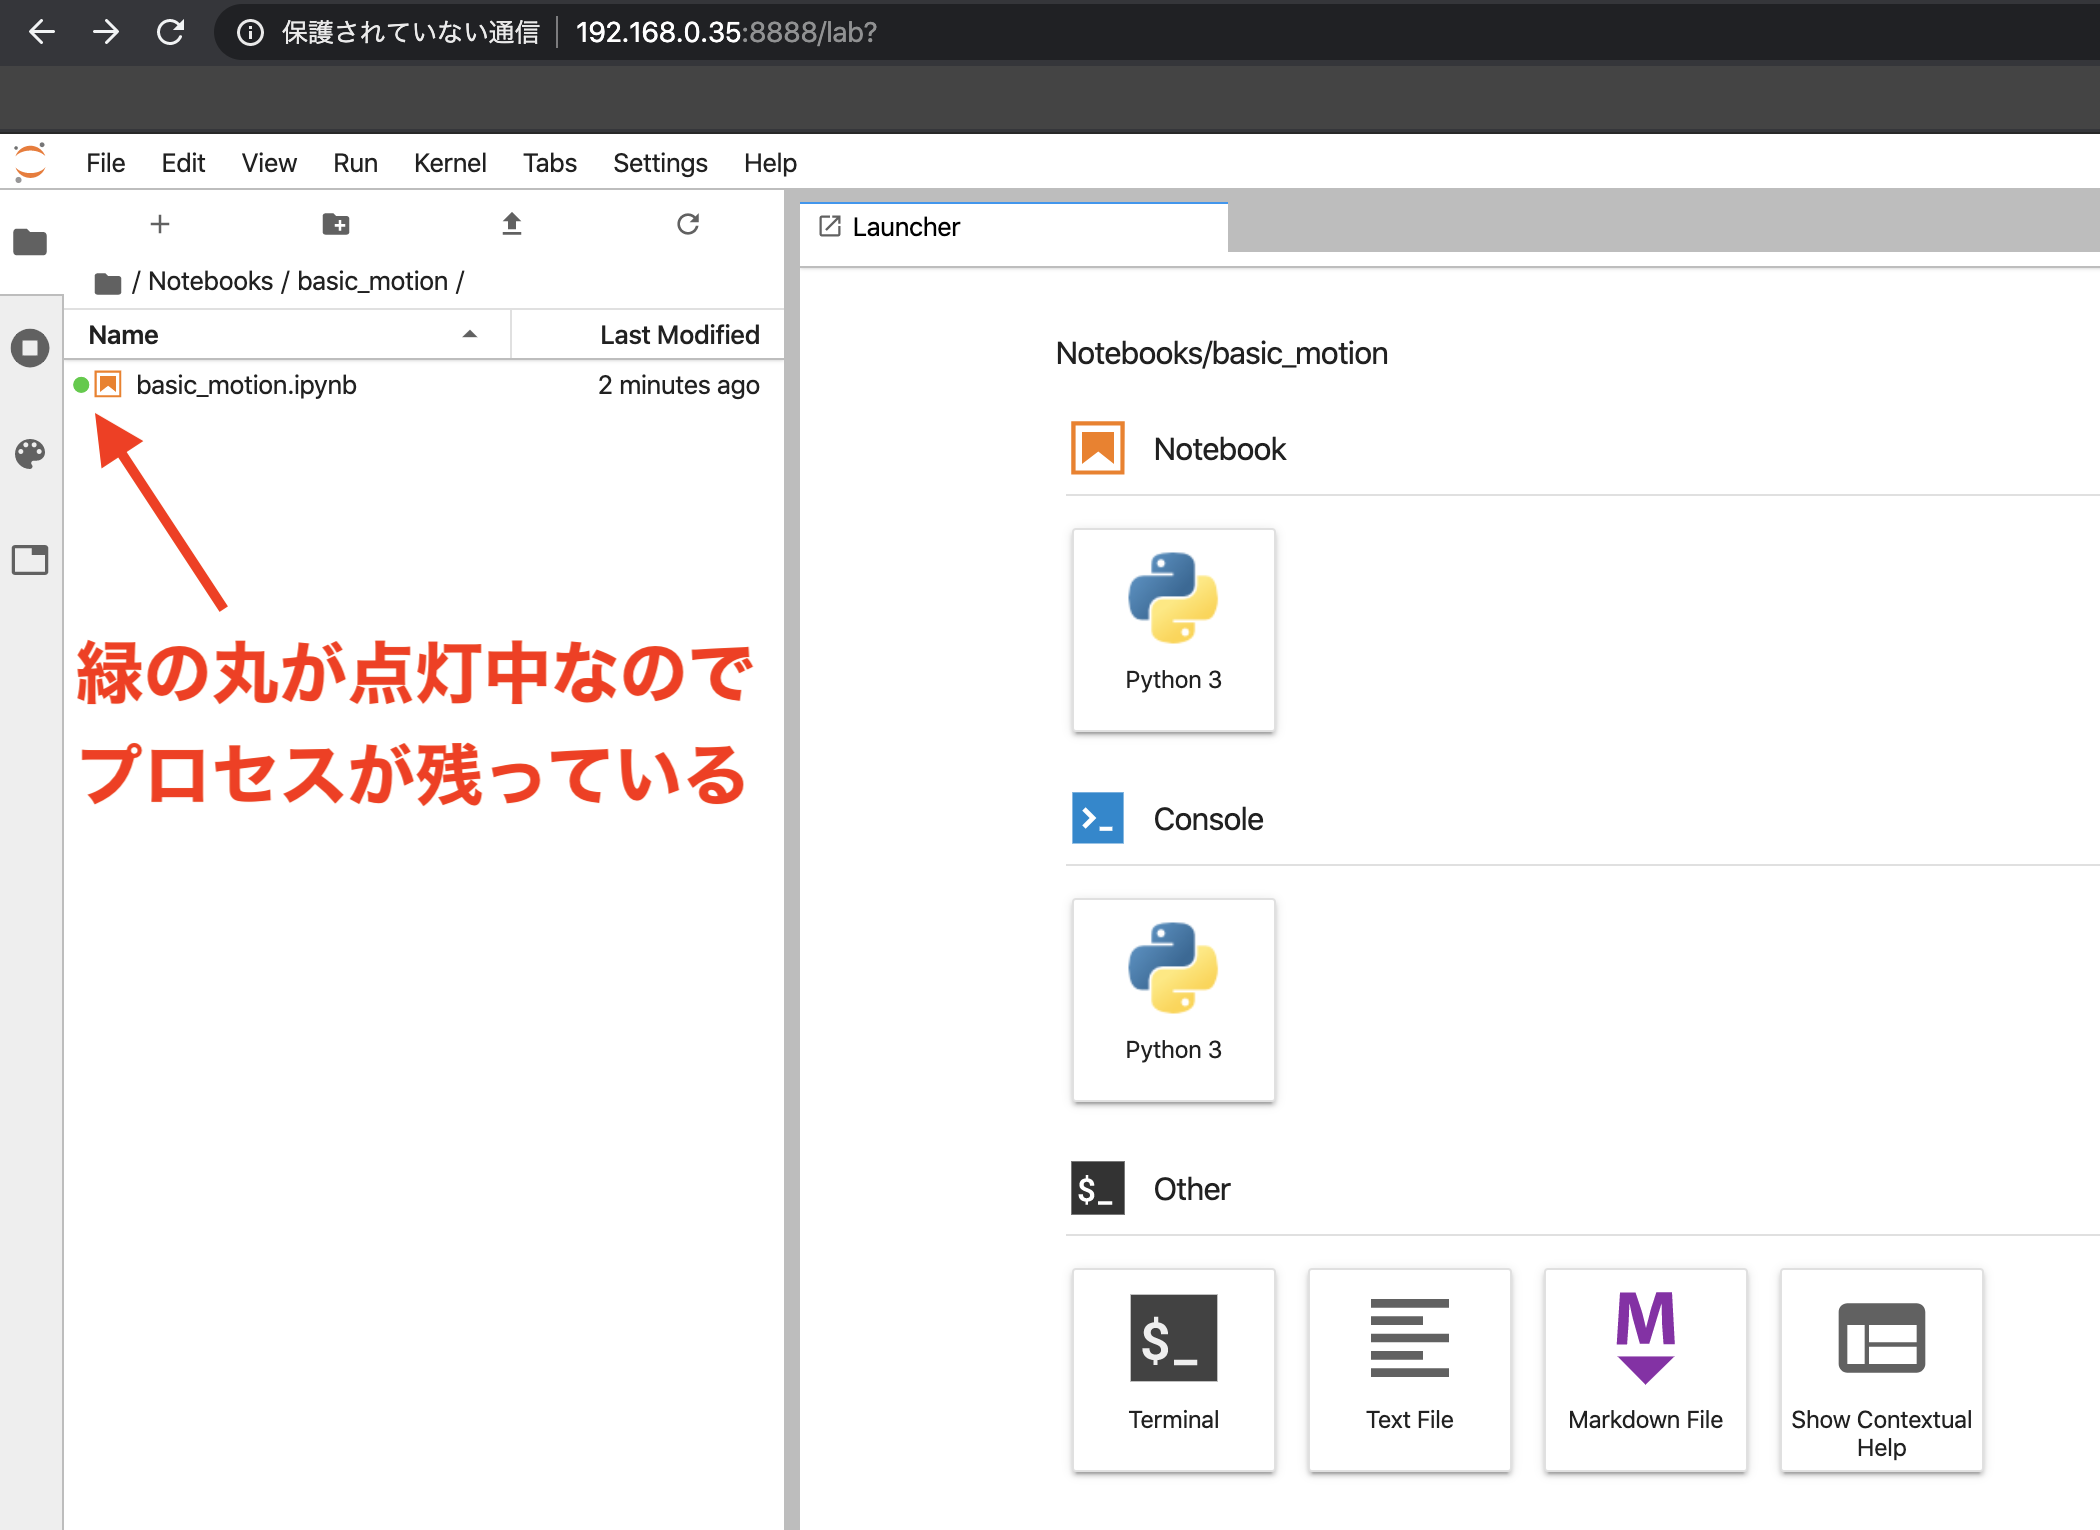 保護されていない通信 192.168.0.35:8888/lab?
File Edit View Run Kernel Tabs Settings Help
/ Notebooks / basic_motion /
Name Last Modified
basic_motion.ipynb 2 minutes ago
緑の丸が点灯中なので
プロセスが残っている
Launcher
Notebooks/basic_motion
Notebook
Python 3
Console
Python 3
$_ Other
$_
Terminal
Text File
M
Markdown File
Show Contextual
Help